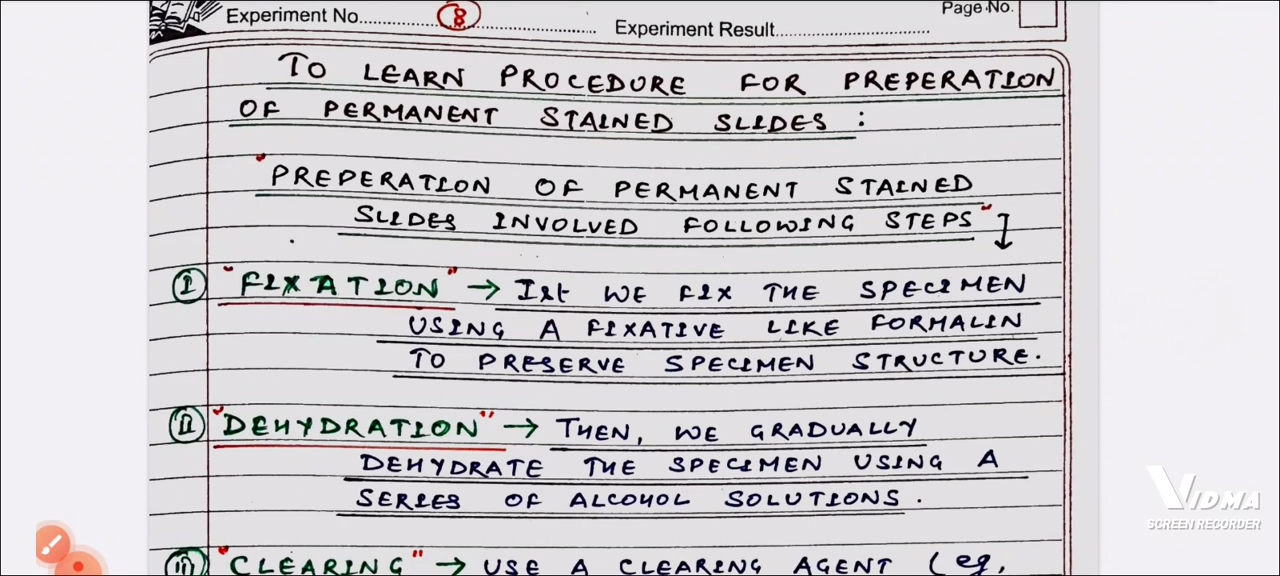 Experiment No. 8
Experiment Result
Page No.
TO LEARN PROCEDURE FOR PREPERATION
OF PERMANENT STAINED SLIDES :
"PREPERATION OF PERMANENT STAINED
SLIDES INVOLVED FOLLOWING STEPS"
I "FIXATION" → Ist WE FIX THE SPECIMEN
USING A FIXATIVE LIKE FORMALIN
TO PRESERVE SPECIMEN STRUCTURE.
II "DEHYDRATION" → THEN, WE GRADUALLY
DEHYDRATE THE SPECIMEN USING A
SERIES OF ALCOHOL SOLUTIONS.
III "CLEARING" → USE A CLEARING AGENT (eg,
VIDMA
SCREEN RECORDER